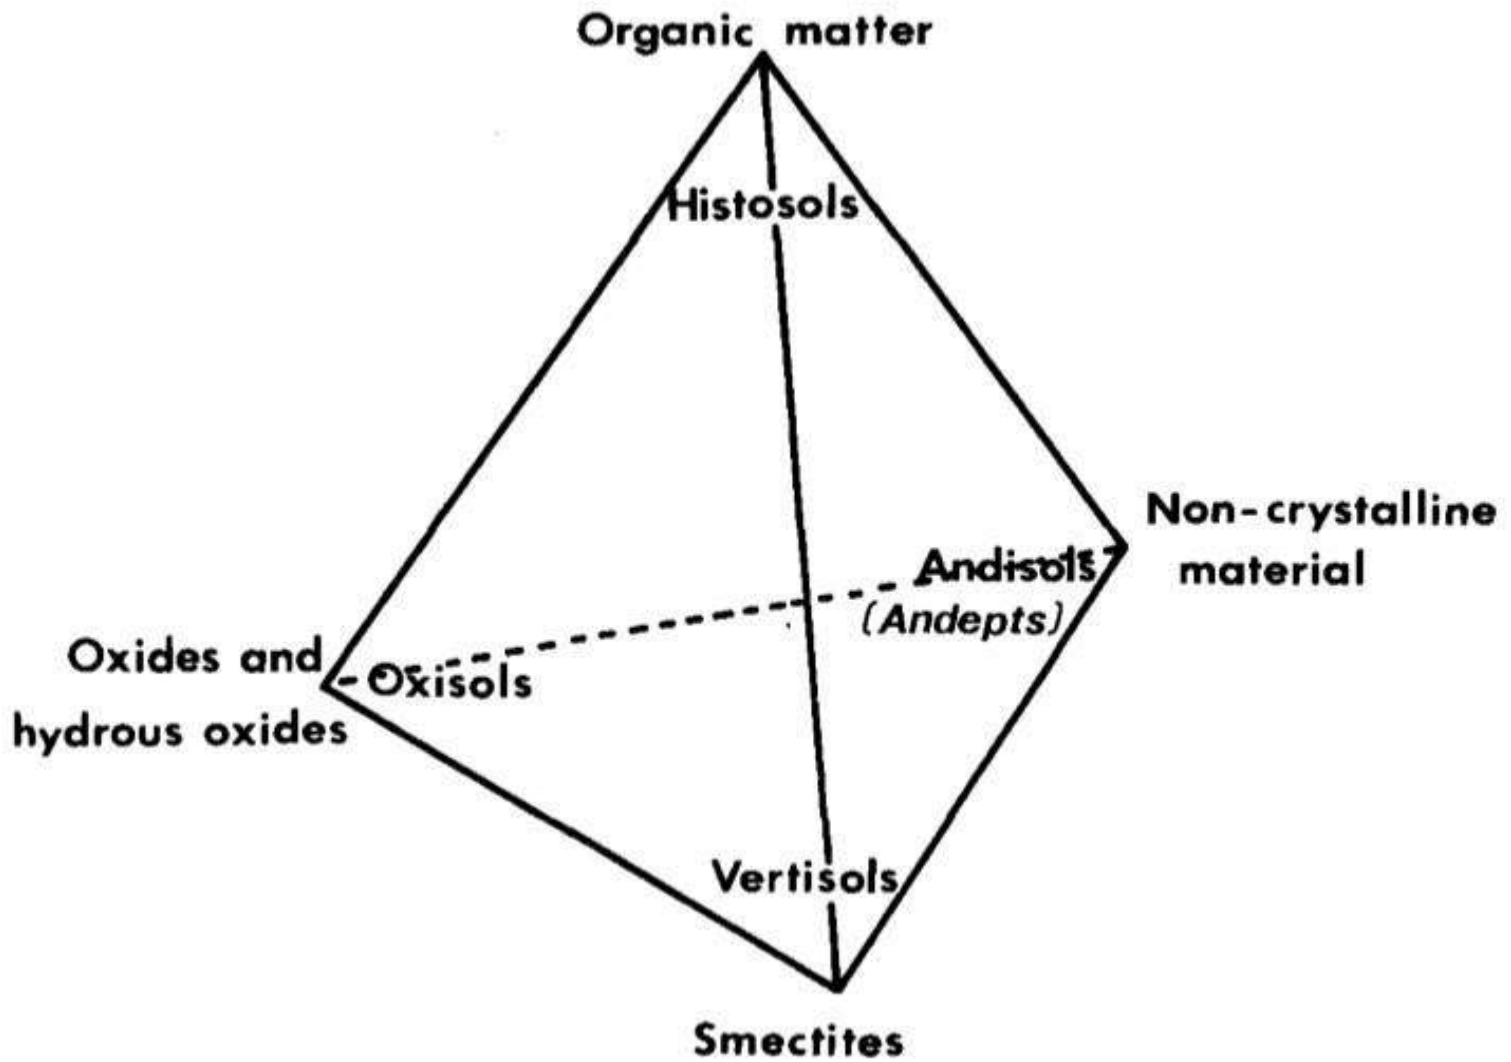 Organic matter
Histosols
Non-crystalline
material
Andisols
(Andepts)
Oxides and
hydrous oxides
Oxisols
Vertisols
Smectites